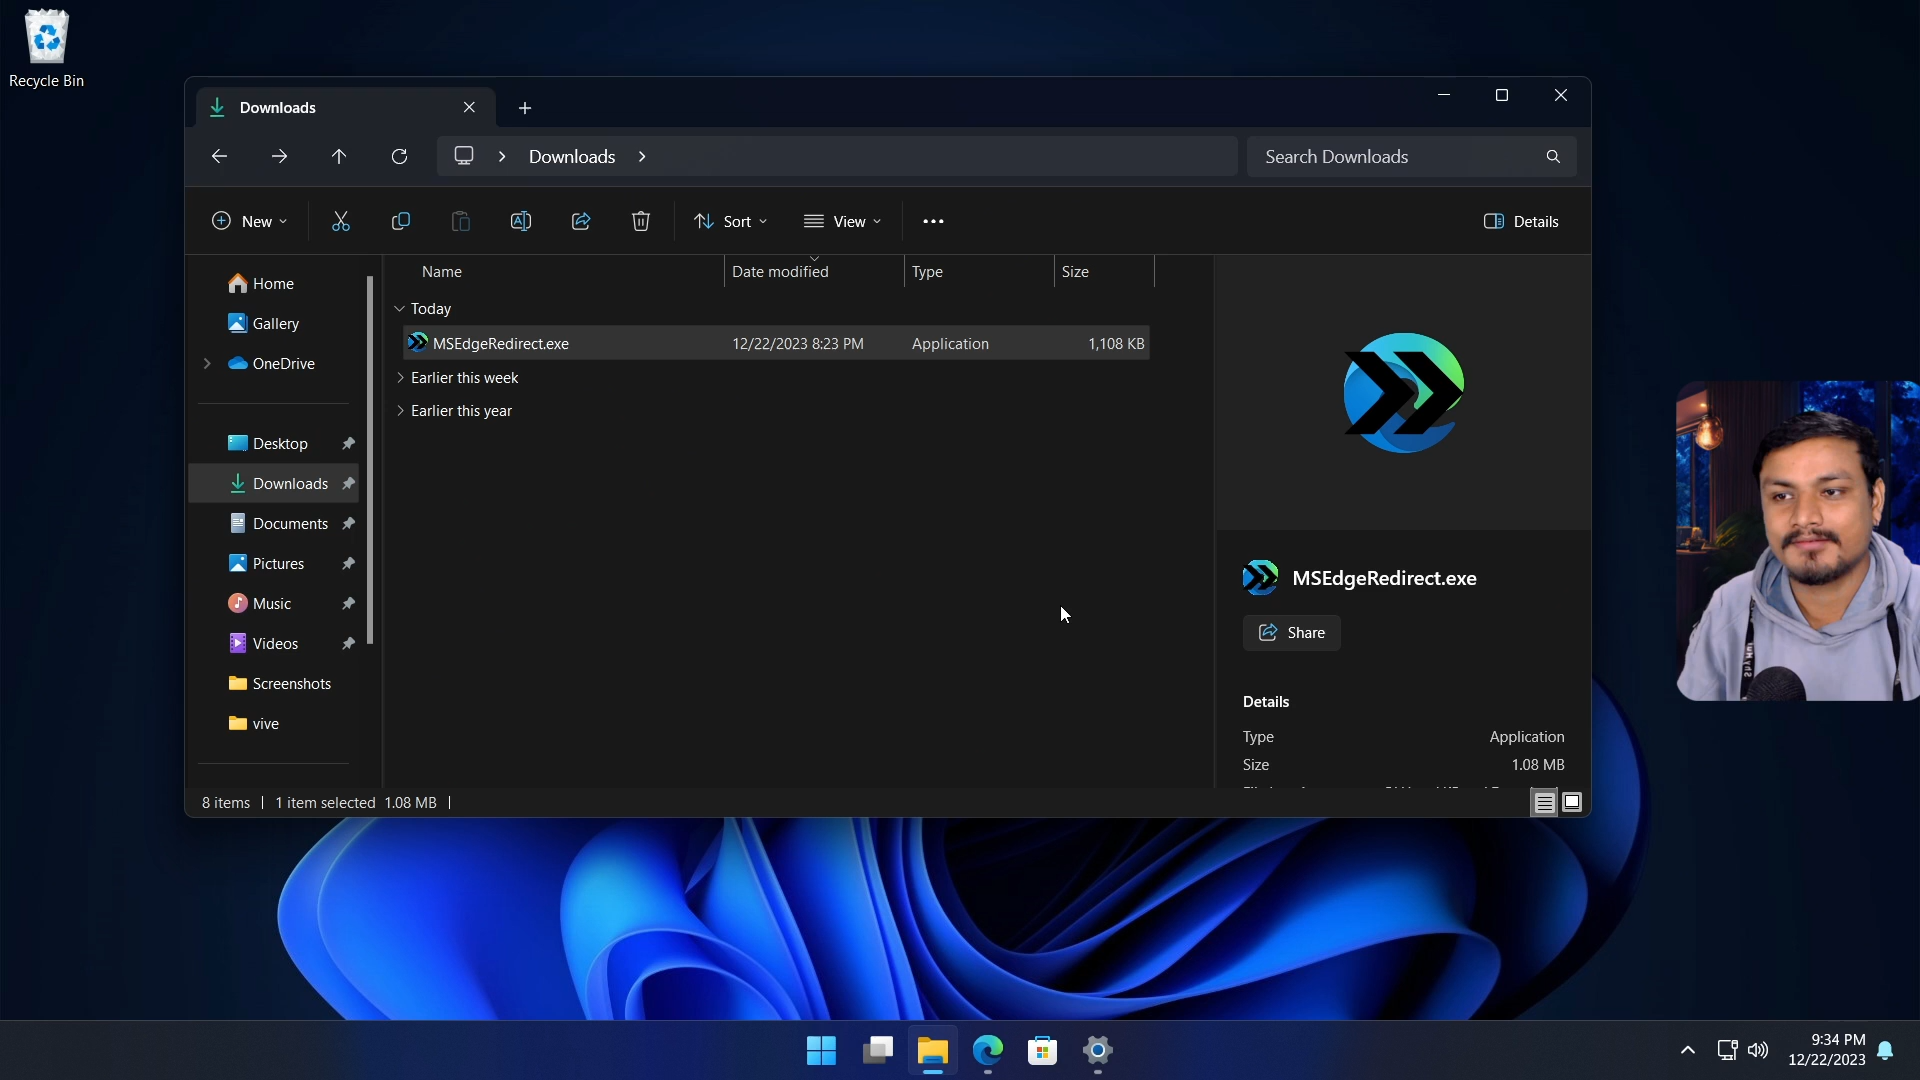 Recycle Bin
Downloads
Downloads
Search Downloads
New
Sort
View
Details
Home
Gallery
OneDrive
Desktop
Downloads
Documents
Pictures
Music
Videos
Screenshots
vive
Name
Date modified
Type
Size
Today
MSEdgeRedirect.exe
12/22/2023 8:23 PM
Application
1,108 KB
Earlier this week
Earlier this year
MSEdgeRedirect.exe
Share
Details
Type
Application
Size
1.08 MB
8 items
1 item selected 1.08 MB
9:34 PM
12/22/2023